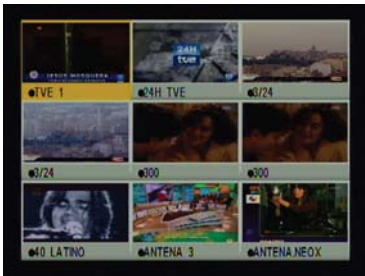 JESUS MOSQUERA
●TVE 1
24H
tve
●24H TVE
●3/24
●3/24
●300
●300
●40 LATINO
●ANTENA 3
●ANTENA.NEOX